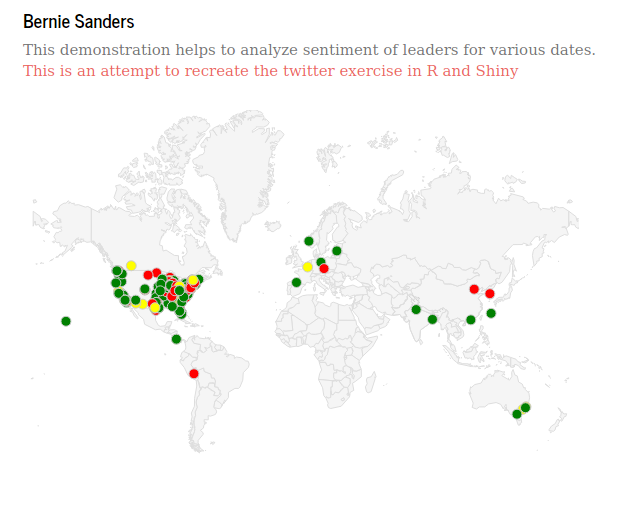 Bernie Sanders
This demonstration helps to analyze sentiment of leaders for various dates.
This is an attempt to recreate the twitter exercise in R and Shiny